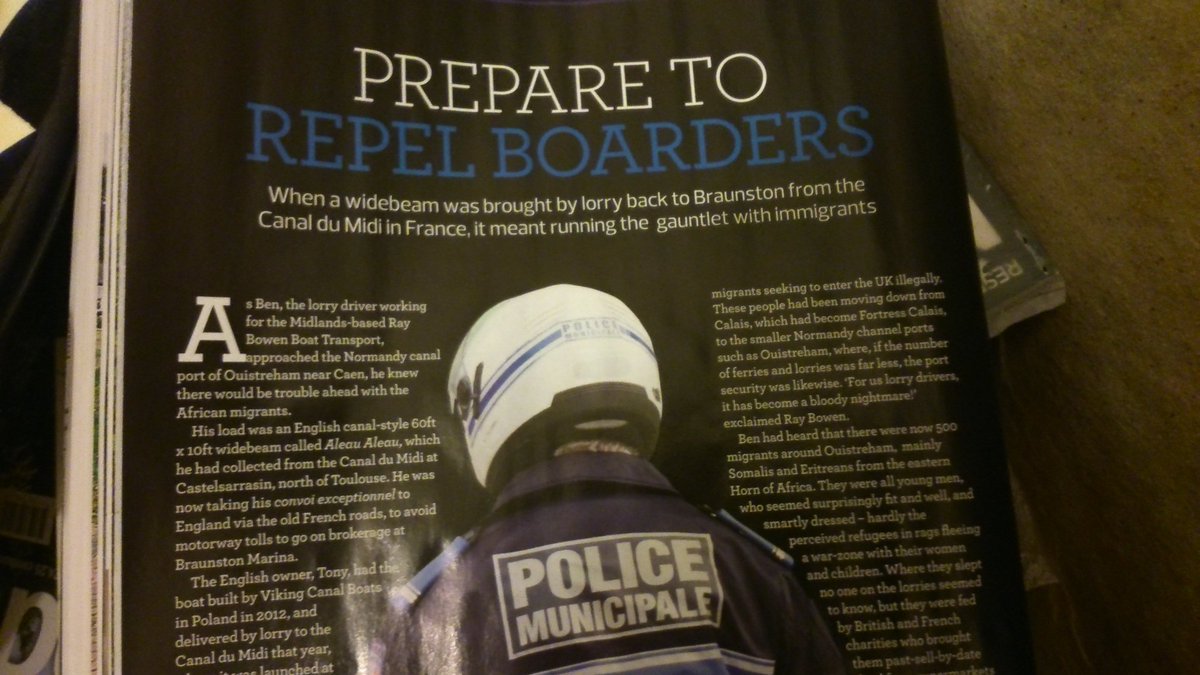 PREPARE TO
REPEL BOARDERS
When a widebeam was brought by lorry back to Braunston from the
Canal du Midi in France, it meant running the gauntlet with immigrants
As Ben, the lorry driver working
for the Midlands-based Ray
Bowen Boat Transport,
approached the Normandy canal
port of Ouistreham near Caen, he knew
there would be trouble ahead with the
African migrants.
His load was an English canal-style 60ft
x 10ft widebeam called Aleau Aleau, which
he had collected from the Canal du Midi at
Castelsarrasin, north of Toulouse. He was
now taking his convoi exceptionnel to
England via the old French roads, to avoid
motorway tolls to go on brokerage at
Braunston Marina.
The English owner, Tony, had the
boat built by Viking Canal Boats
in Poland in 2012, and
delivered by lorry to the
Canal du Midi that year,
it was launched at
POLICE
MUNICIPALE
POLICE
MUNICIPALE
migrants seeking to enter the UK illegally.
These people had been moving down from
Calais, which had become Fortress Calais,
to the smaller Normandy channel ports
such as Ouistreham, where, if the number
of ferries and lorries was far less, the port
security was likewise. 'For us lorry drivers,
it has become a bloody nightmare!'
exclaimed Ray Bowen.
Ben had heard that there were now 500
migrants around Ouistreham, mainly
Somalis and Eritreans from the eastern
Horn of Africa. They were all young men,
who seemed surprisingly fit and well, and
smartly dressed – hardly the
perceived refugees in rags fleeing
a war-zone with their women
and children. Where they slept
no one on the lorries seemed
to know, but they were fed
by British and French
charities who brought
them past-sell-by-date